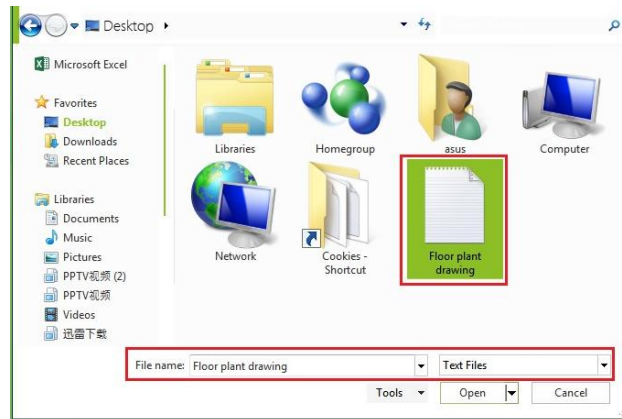 Desktop
Microsoft Excel
Favorites
Desktop
Downloads
Recent Places
Libraries
Documents
Music
Pictures
PPTV视频 (2)
PPTV视频
Videos
迅雷下载
Libraries
Homegroup
asus
Computer
Network
Cookies -
Shortcut
Floor plant
drawing
File name: Floor plant drawing
Text Files
Tools
Open
Cancel